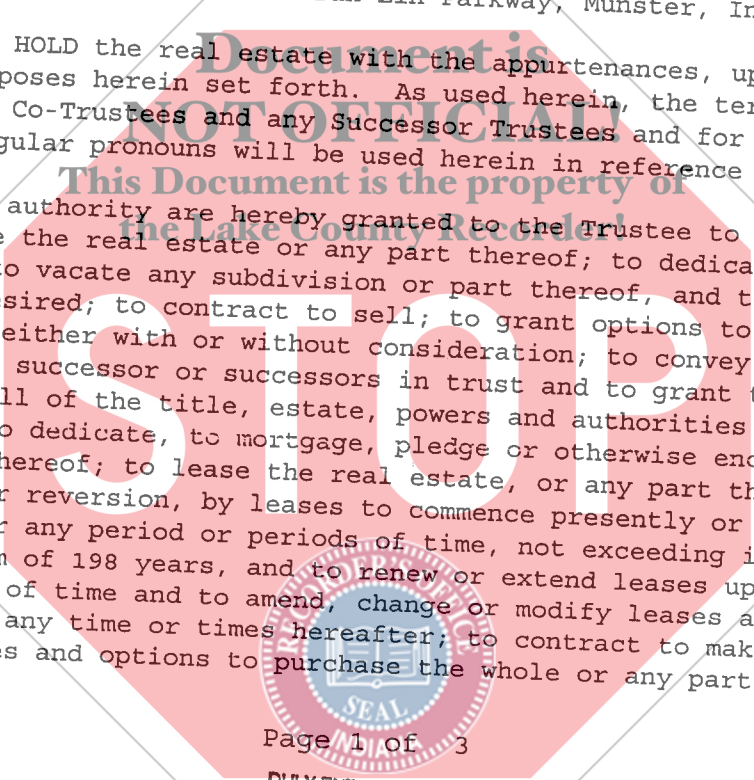 Parkway, Munster, In
HOLD the real estate with the appurtenances, up
poses herein set forth. As used herein, the ter
Co-Trustees and any Successor Trustees and for
gular pronouns will be used herein in reference
authority are hereby granted to the Trustee to
e the real estate or any part thereof; to dedica
to vacate any subdivision or part thereof, and t
sired; to contract to sell; to grant options to
either with or without consideration; to convey
successor or successors in trust and to grant t
ll of the title, estate, powers and authorities
o dedicate, to mortgage, pledge or otherwise enc
hereof; to lease the real estate, or any part th
r reversion, by leases to commence presently or
r any period or periods of time, not exceeding i
m of 198 years, and to renew or extend leases up
of time and to amend, change or modify leases a
any time or times hereafter; to contract to mak
es and options to purchase the whole or any part
Page 1 of 3
Document is
NOT OFFICIAL!
This Document is the property of
the Lake County Recorder!
STOP
RECORDER'S OFFICE
SEAL
INDIANA